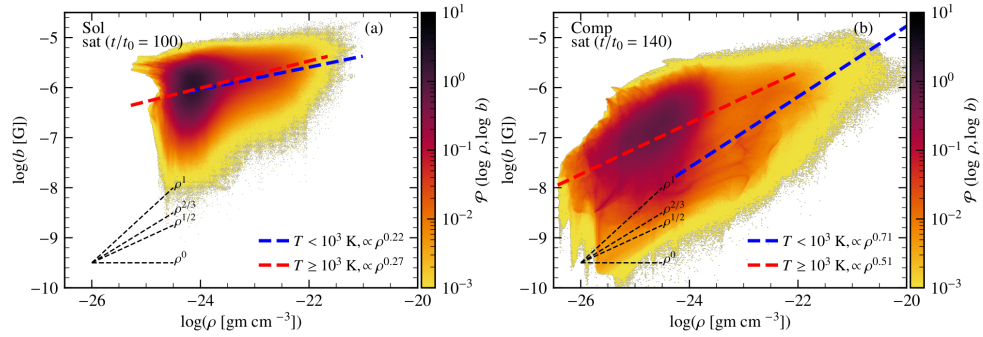 Sol
sat (t/t₀ = 100)
(a)
−5
−6
−7
−8
−9
−10
log(b [G])
ρ¹
ρ²/³
ρ¹/²
ρ⁰
T < 10³ K, ∝ ρ^0.22
T ≥ 10³ K, ∝ ρ^0.27
−26
−24
−22
−20
log(ρ [gm cm⁻³])
10¹
10⁰
10⁻¹
10⁻²
10⁻³
𝒫 (log ρ, log b)
Comp
sat (t/t₀ = 140)
(b)
−5
−6
−7
−8
−9
−10
log(b [G])
ρ¹
ρ²/³
ρ¹/²
ρ⁰
T < 10³ K, ∝ ρ^0.71
T ≥ 10³ K, ∝ ρ^0.51
−26
−24
−22
−20
log(ρ [gm cm⁻³])
10¹
10⁰
10⁻¹
10⁻²
10⁻³
𝒫 (log ρ, log b)